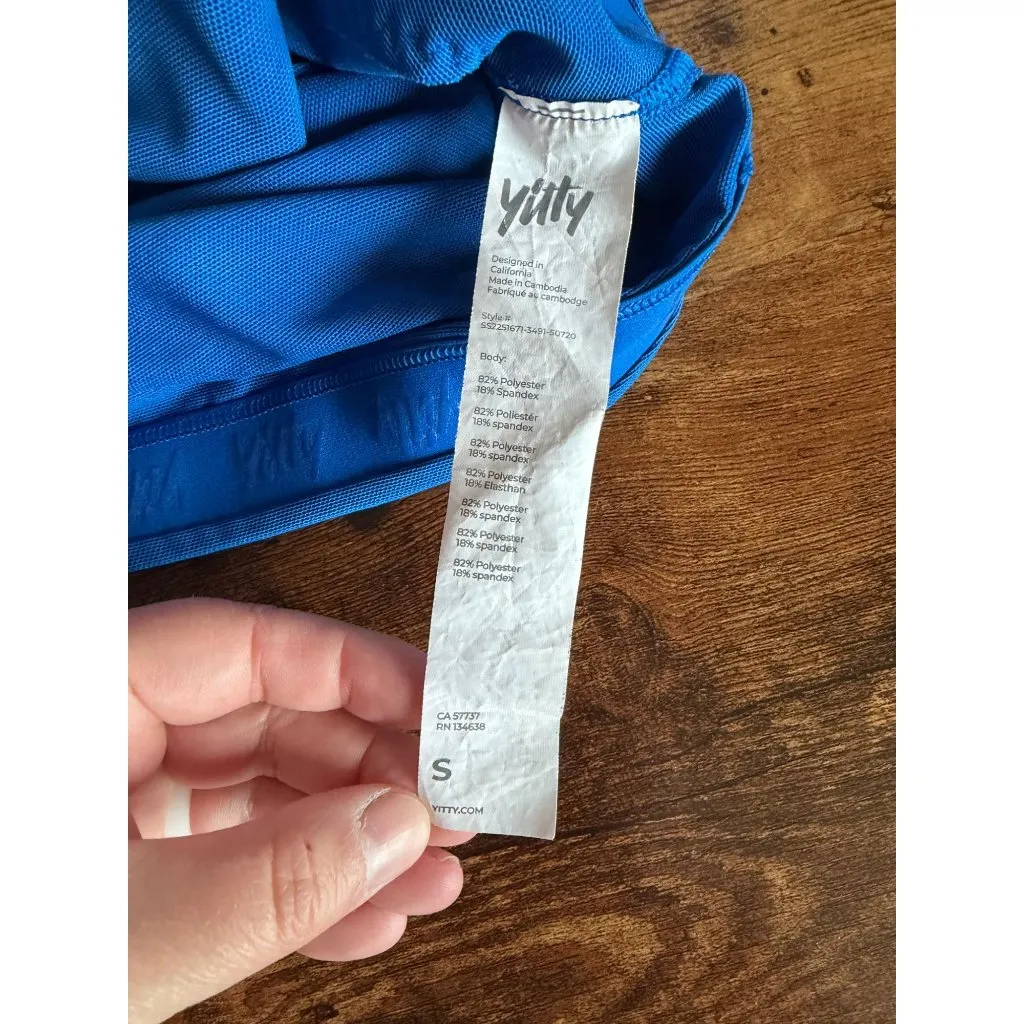 yitty
Designed in
California
Made in Cambodia
Fabriqué au cambodge
Style #
SS2251671-3491-50720
Body:
82% Polyester
18% Spandex
82% Poliestér
18% spandex
82% Polyester
18% spandex
82% Polyester
18% Elasthan
82% Polyester
18% spandex
82% Polyester
18% spandex
82% Polyester
18% spandex
CA 57737
RN 134638
S
YITTY.COM